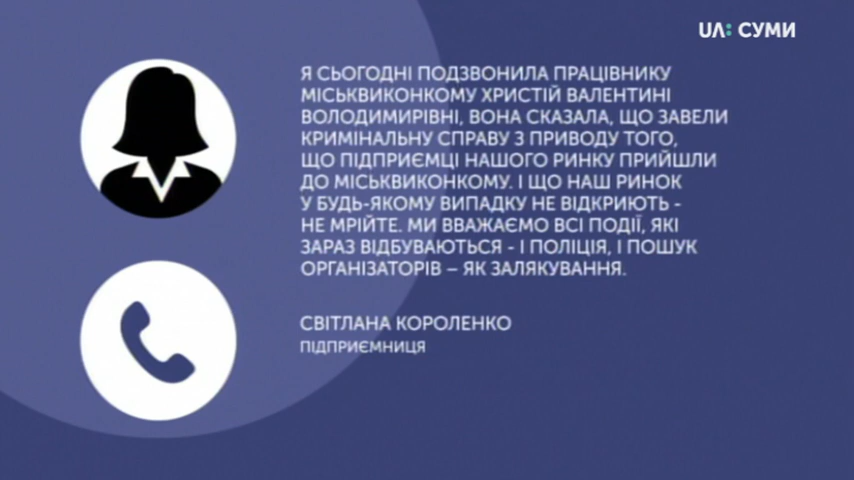 UA: СУМИ
Я СЬОГОДНІ ПОДЗВОНИЛА ПРАЦІВНИКУ
МІСЬКВИКОНКОМУ ХРИСТІЙ ВАЛЕНТИНІ
ВОЛОДИМИРІВНІ, ВОНА СКАЗАЛА, ЩО ЗАВЕЛИ
КРИМІНАЛЬНУ СПРАВУ З ПРИВОДУ ТОГО,
ЩО ПІДПРИЄМЦІ НАШОГО РИНКУ ПРИЙШЛИ
ДО МІСЬКВИКОНКОМУ. І ЩО НАШ РИНОК
У БУДЬ-ЯКОМУ ВИПАДКУ НЕ ВІДКРИЮТЬ -
НЕ МРІЙТЕ. МИ ВВАЖАЄМО ВСІ ПОДІЇ, ЯКІ
ЗАРАЗ ВІДБУВАЮТЬСЯ - І ПОЛІЦІЯ, І ПОШУК
ОРГАНІЗАТОРІВ – ЯК ЗАЛЯКУВАННЯ.
СВІТЛАНА КОРОЛЕНКО
ПІДПРИЄМНИЦЯ